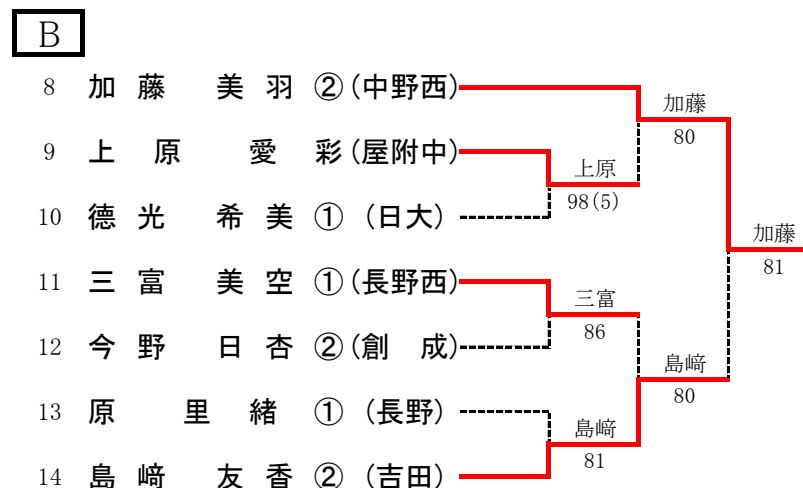 B
8 加藤 美羽 ② (中野西)
9 上原 愛彩 (屋附中)
10 德光 希美 ① (日大)
11 三富 美空 ① (長野西)
12 今野 日杏 ② (創 成)
13 原 里緒 ① (長野)
14 島﨑 友香 ② (吉田)
上原
98(5)
三富
86
島﨑
81
加藤
80
島﨑
80
加藤
81